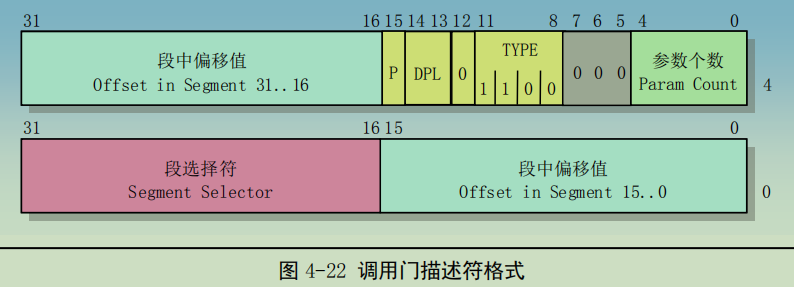 31 16 15 14 13 12 11 8 7 6 5 4 0
段中偏移值 TYPE 参数个数
Offset in Segment 31..16 P DPL 0 1 1 0 0 0 0 0 Param Count 4
31 16 15 0
段选择符 段中偏移值
Segment Selector Offset in Segment 15..0 0
图 4-22 调用门描述符格式